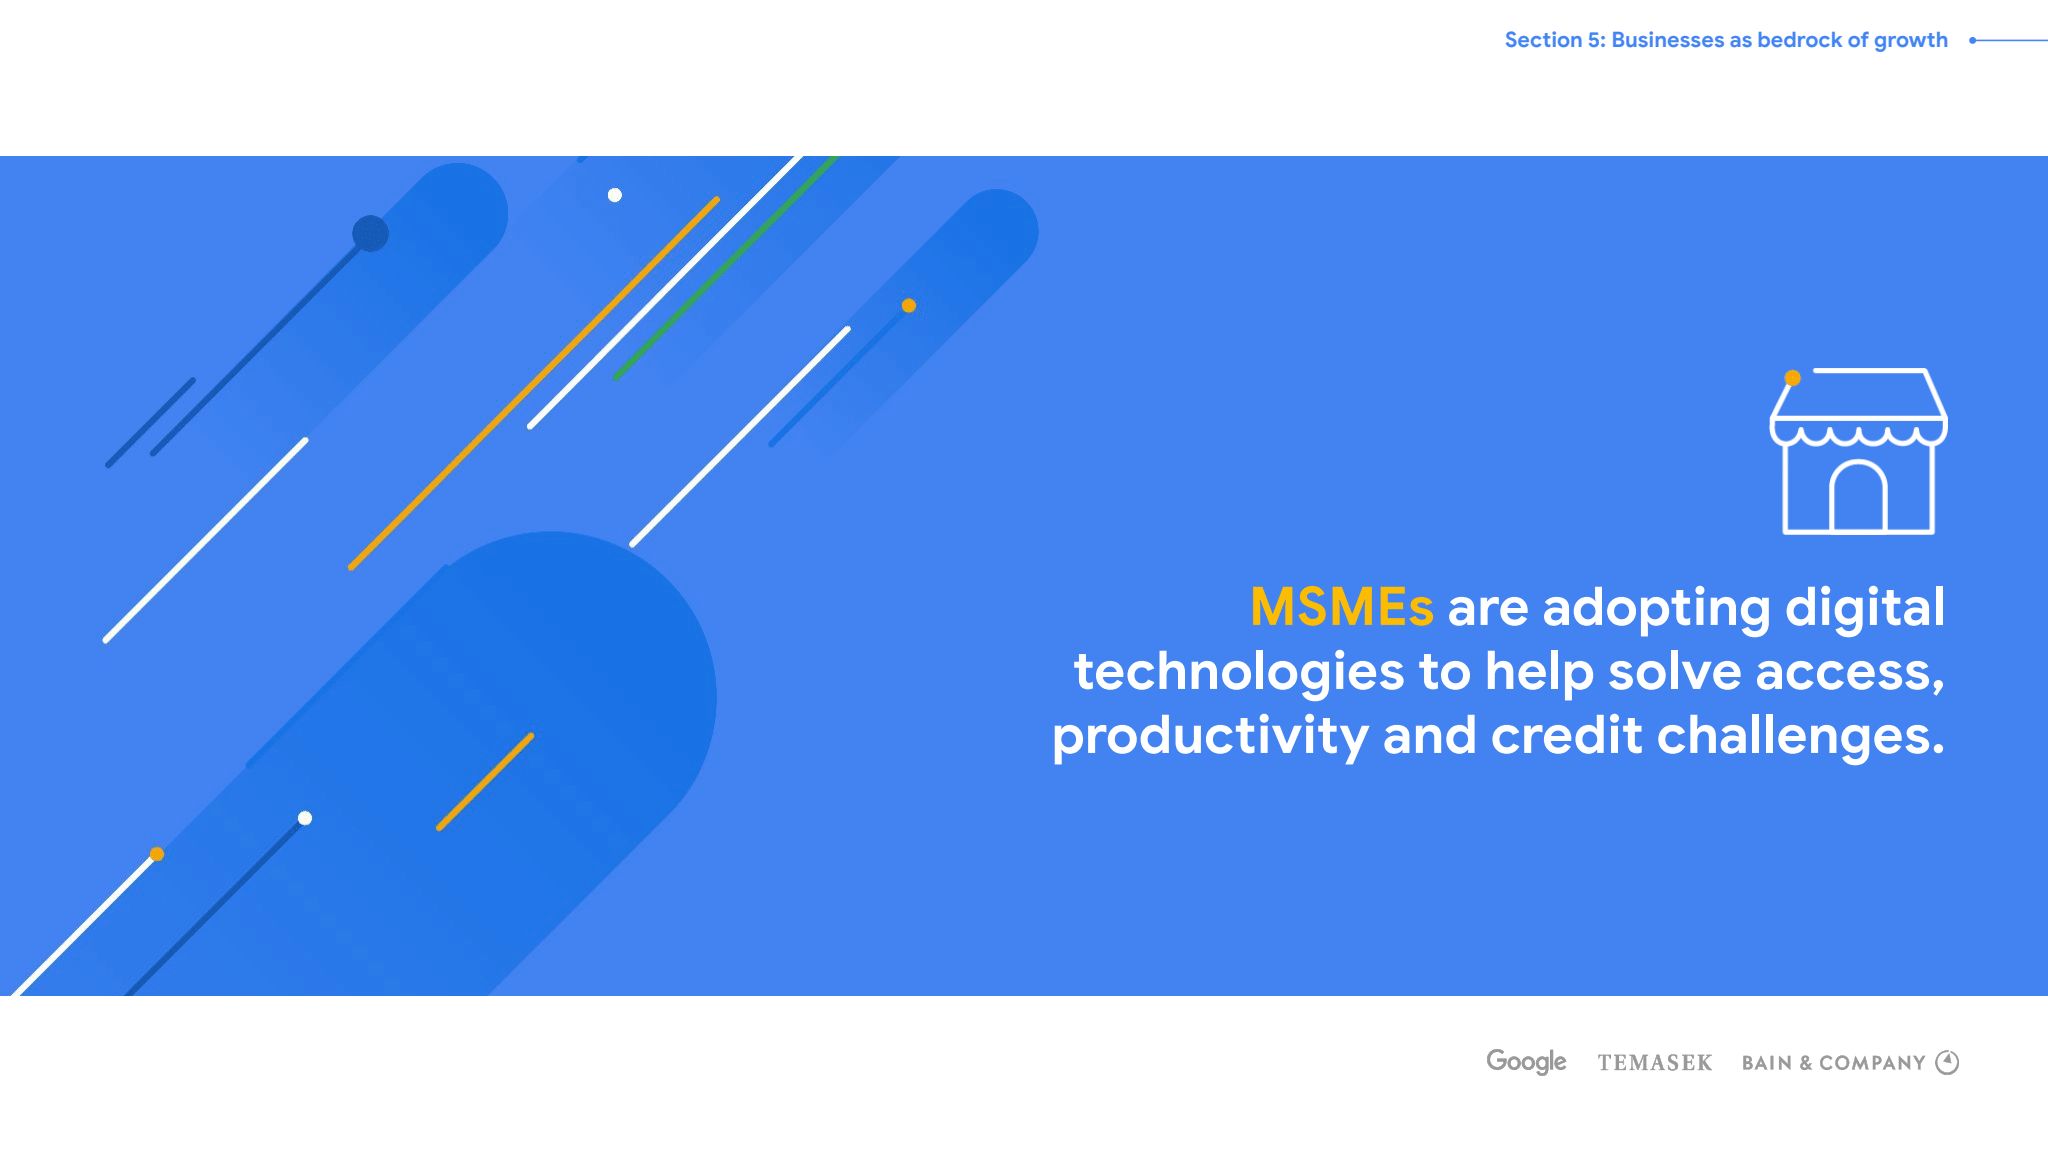 Section 5: Businesses as bedrock of growth
MSMEs are adopting digital
technologies to help solve access,
productivity and credit challenges.
Google TEMASEK BAIN & COMPANY